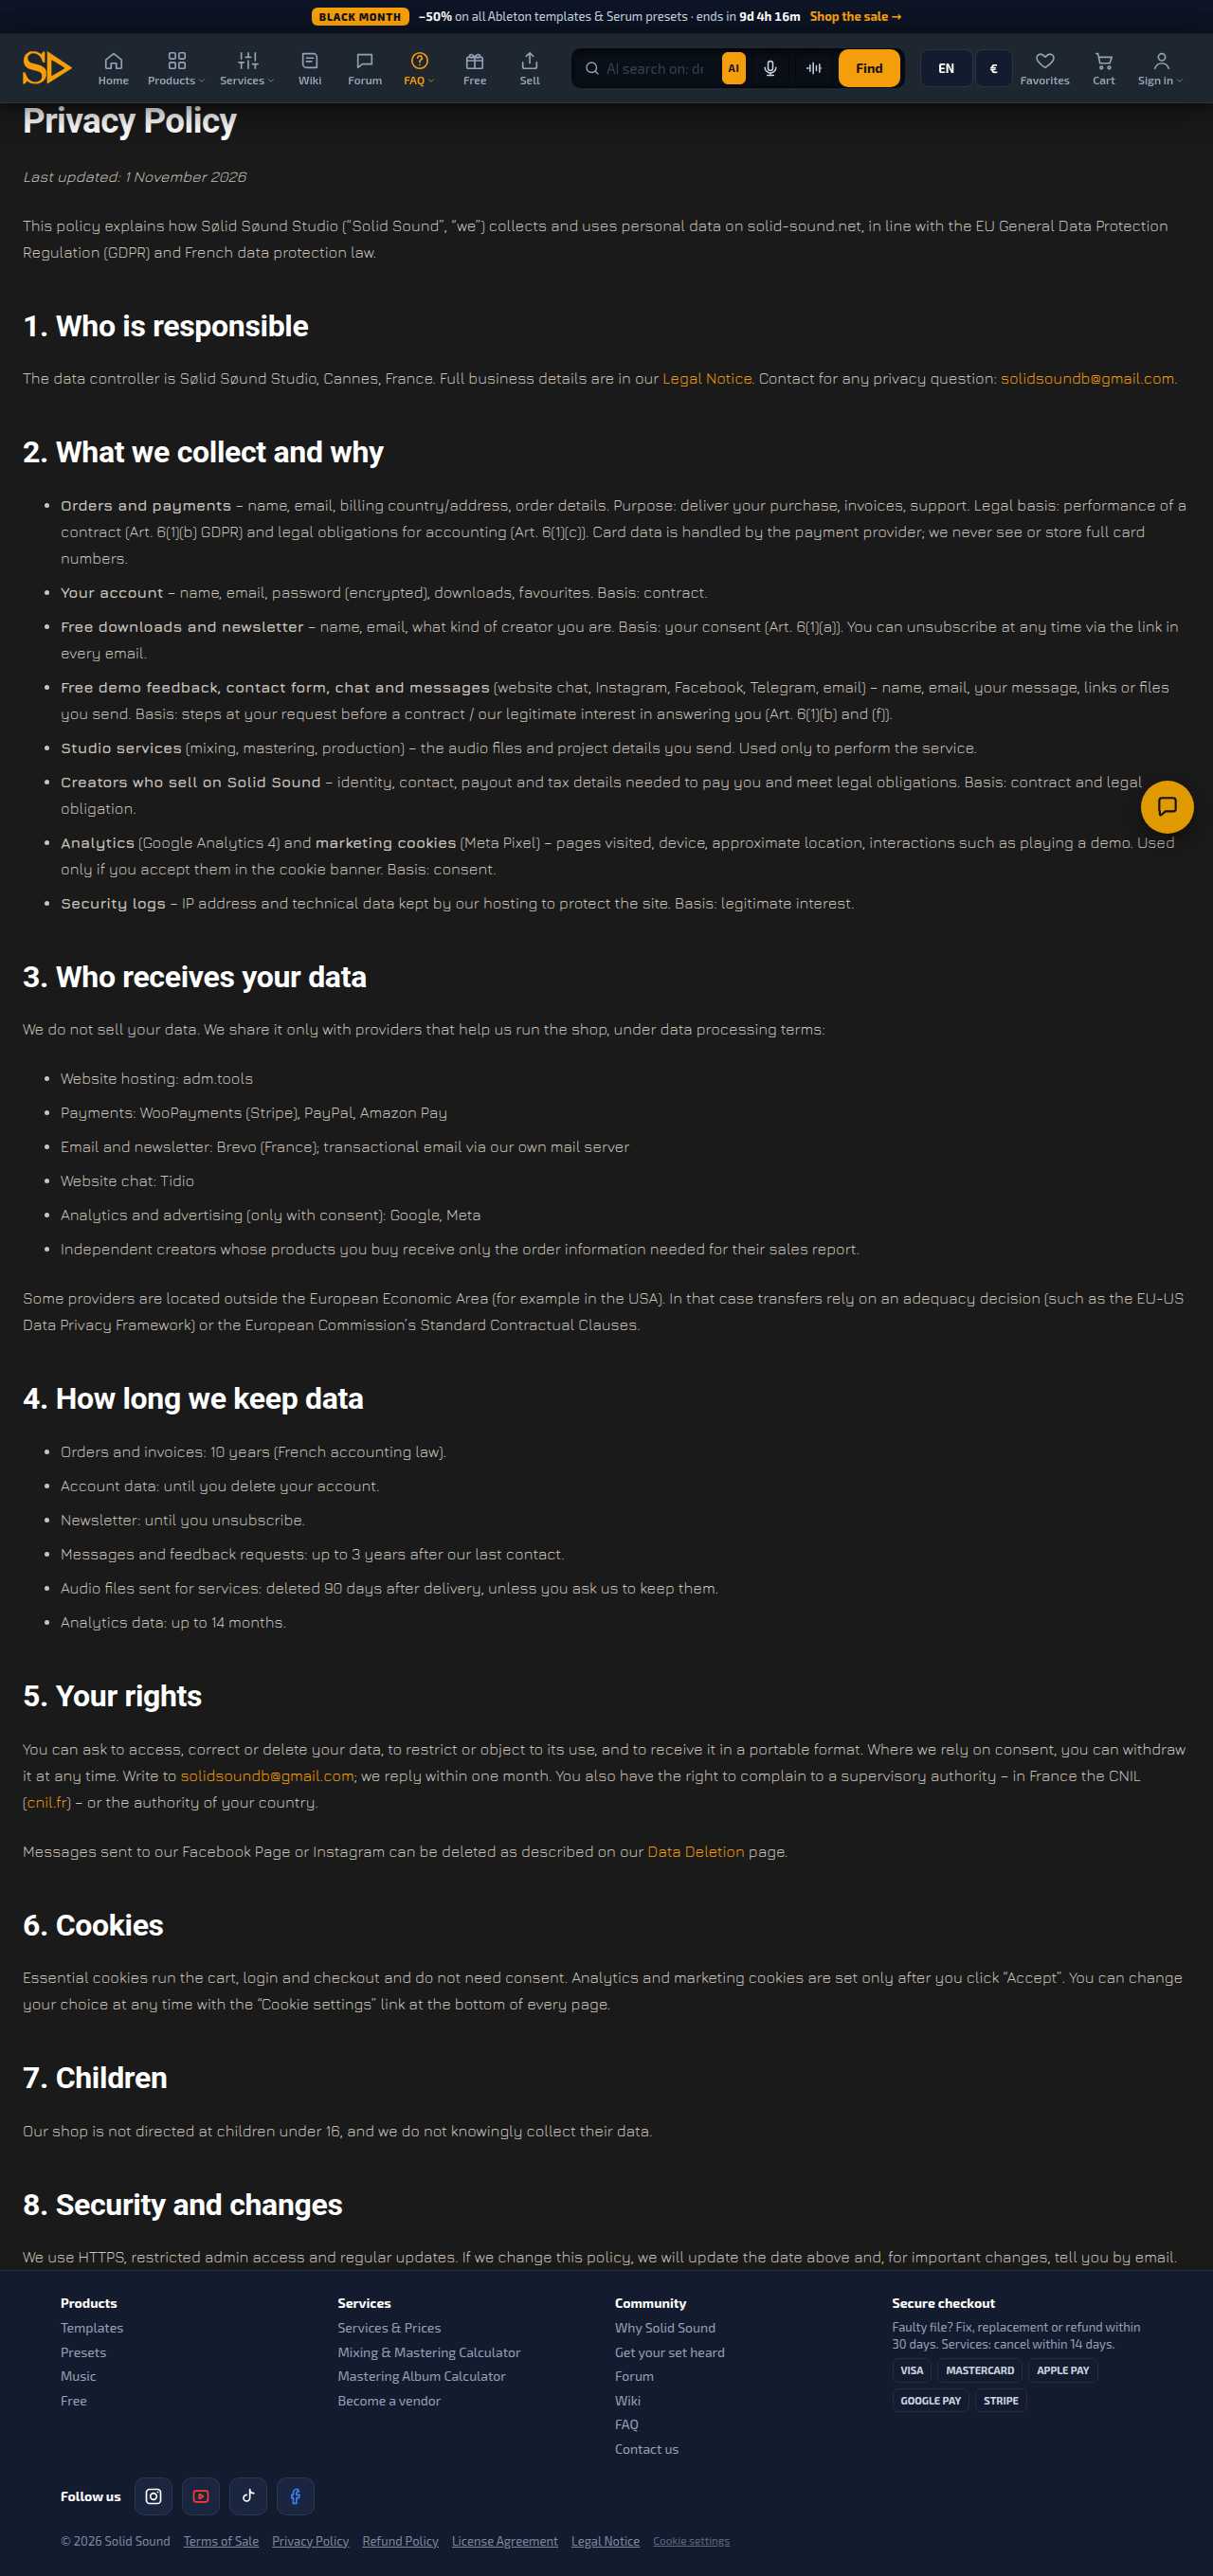 BLACK MONTH −50% on all Ableton templates & Serum presets · ends in 9d 4h 16m Shop the sale →
Home Products Services Wiki Forum FAQ Free Sell
AI search on: dr AI Find EN € Favorites Cart Sign in
Privacy Policy
Last updated: 1 November 2026
This policy explains how Sølid Søund Studio (“Solid Sound”, “we”) collects and uses personal data on solid-sound.net, in line with the EU General Data Protection
Regulation (GDPR) and French data protection law.
1. Who is responsible
The data controller is Sølid Søund Studio, Cannes, France. Full business details are in our Legal Notice. Contact for any privacy question: solidsoundb@gmail.com.
2. What we collect and why
• Orders and payments – name, email, billing country/address, order details. Purpose: deliver your purchase, invoices, support. Legal basis: performance of a
contract (Art. 6(1)(b) GDPR) and legal obligations for accounting (Art. 6(1)(c)). Card data is handled by the payment provider; we never see or store full card
numbers.
• Your account – name, email, password (encrypted), downloads, favourites. Basis: contract.
• Free downloads and newsletter – name, email, what kind of creator you are. Basis: your consent (Art. 6(1)(a)). You can unsubscribe at any time via the link in
every email.
• Free demo feedback, contact form, chat and messages (website chat, Instagram, Facebook, Telegram, email) – name, email, your message, links or files
you send. Basis: steps at your request before a contract / our legitimate interest in answering you (Art. 6(1)(b) and (f)).
• Studio services (mixing, mastering, production) – the audio files and project details you send. Used only to perform the service.
• Creators who sell on Solid Sound – identity, contact, payout and tax details needed to pay you and meet legal obligations. Basis: contract and legal
obligation.
• Analytics (Google Analytics 4) and marketing cookies (Meta Pixel) – pages visited, device, approximate location, interactions such as playing a demo. Used
only if you accept them in the cookie banner. Basis: consent.
• Security logs – IP address and technical data kept by our hosting to protect the site. Basis: legitimate interest.
3. Who receives your data
We do not sell your data. We share it only with providers that help us run the shop, under data processing terms:
• Website hosting: adm.tools
• Payments: WooPayments (Stripe), PayPal, Amazon Pay
• Email and newsletter: Brevo (France); transactional email via our own mail server
• Website chat: Tidio
• Analytics and advertising (only with consent): Google, Meta
• Independent creators whose products you buy receive only the order information needed for their sales report.
Some providers are located outside the European Economic Area (for example in the USA). In that case transfers rely on an adequacy decision (such as the EU-US
Data Privacy Framework) or the European Commission’s Standard Contractual Clauses.
4. How long we keep data
• Orders and invoices: 10 years (French accounting law).
• Account data: until you delete your account.
• Newsletter: until you unsubscribe.
• Messages and feedback requests: up to 3 years after our last contact.
• Audio files sent for services: deleted 90 days after delivery, unless you ask us to keep them.
• Analytics data: up to 14 months.
5. Your rights
You can ask to access, correct or delete your data, to restrict or object to its use, and to receive it in a portable format. Where we rely on consent, you can withdraw
it at any time. Write to solidsoundb@gmail.com; we reply within one month. You also have the right to complain to a supervisory authority – in France the CNIL
(cnil.fr) – or the authority of your country.
Messages sent to our Facebook Page or Instagram can be deleted as described on our Data Deletion page.
6. Cookies
Essential cookies run the cart, login and checkout and do not need consent. Analytics and marketing cookies are set only after you click “Accept”. You can change
your choice at any time with the “Cookie settings” link at the bottom of every page.
7. Children
Our shop is not directed at children under 16, and we do not knowingly collect their data.
8. Security and changes
We use HTTPS, restricted admin access and regular updates. If we change this policy, we will update the date above and, for important changes, tell you by email.
Products
Templates
Presets
Music
Free
Services
Services & Prices
Mixing & Mastering Calculator
Mastering Album Calculator
Become a vendor
Community
Why Solid Sound
Get your set heard
Forum
Wiki
FAQ
Contact us
Secure checkout
Faulty file? Fix, replacement or refund within
30 days. Services: cancel within 14 days.
VISA MASTERCARD APPLE PAY
GOOGLE PAY STRIPE
Follow us
© 2026 Solid Sound Terms of Sale Privacy Policy Refund Policy License Agreement Legal Notice Cookie settings